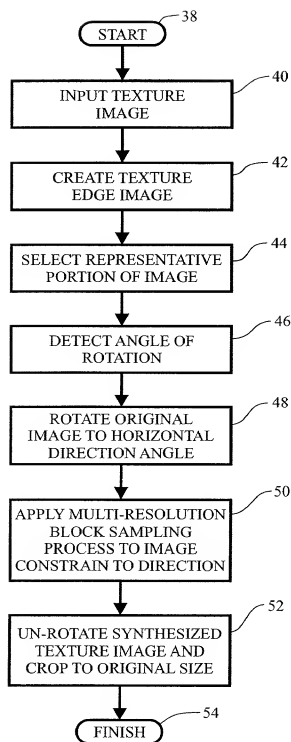 START
38
INPUT TEXTURE
IMAGE
40
CREATE TEXTURE
EDGE IMAGE
42
SELECT REPRESENTATIVE
PORTION OF IMAGE
44
DETECT ANGLE OF
ROTATION
46
ROTATE ORIGINAL
IMAGE TO HORIZONTAL
DIRECTION ANGLE
48
APPLY MULTI-RESOLUTION
BLOCK SAMPLING
PROCESS TO IMAGE
CONSTRAIN TO DIRECTION
50
UN-ROTATE SYNTHESIZED
TEXTURE IMAGE AND
CROP TO ORIGINAL SIZE
52
FINISH
54